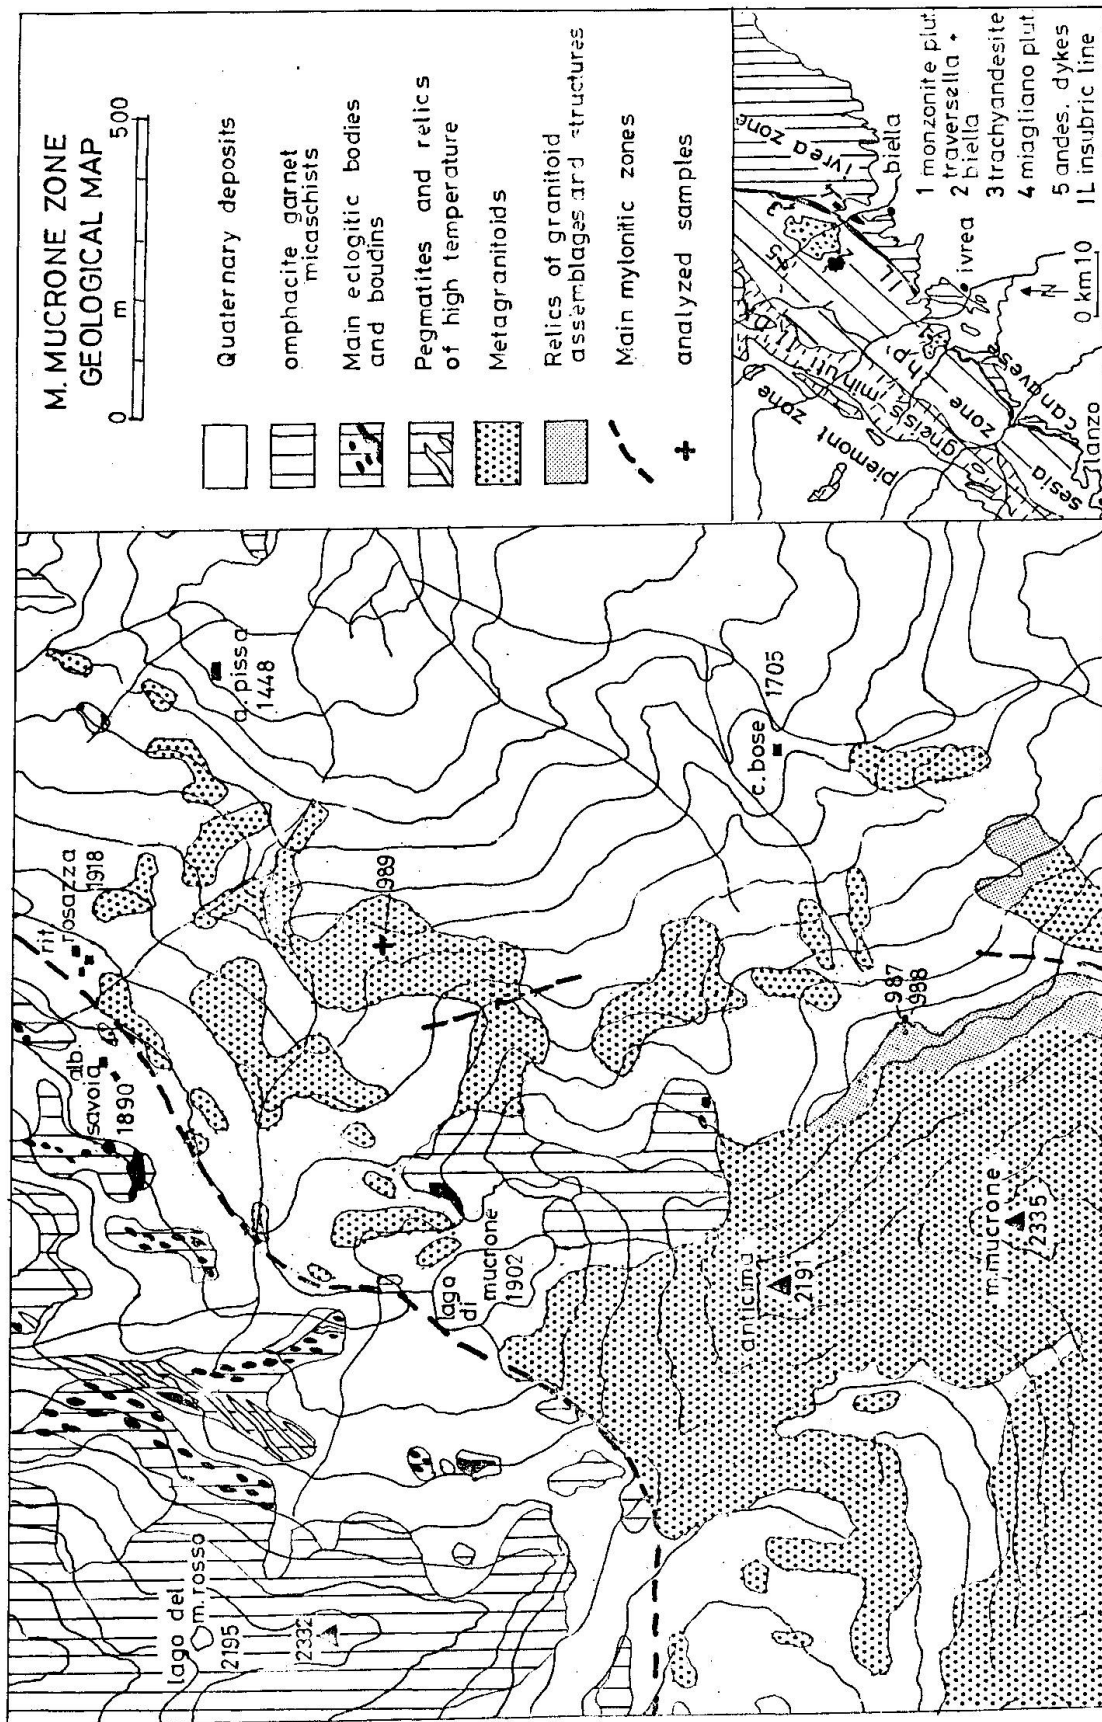 M. MUCRONE ZONE
GEOLOGICAL MAP
0 m 500
Quaternary deposits
omphacite garnet
micaschists
Main eclogitic bodies
and boudins
Pegmatites and relics
of high temperature
Metagranitoids
Relics of granitoid
assemblages and structures
Main mylonitic zones
analyzed samples
rif
rosazza
1918
alb.
savoia
1890
a. pissa
1448
989
lago del
m. rosso
2195
2332
lago
di
mucrone
1902
c. bose
1705
987
988
anticima
2191
m. mucrone
2335
ivrea zone
biella
ivrea
piemont
zone
gneiss
minuti
zone
sesia
canavese
lanzo
IL
N
0 km 10
1 monzonite plut.
traversella +
2 biella
3 trachyandesite
4 miagliano plut.
5 andes. dykes
IL insubric line